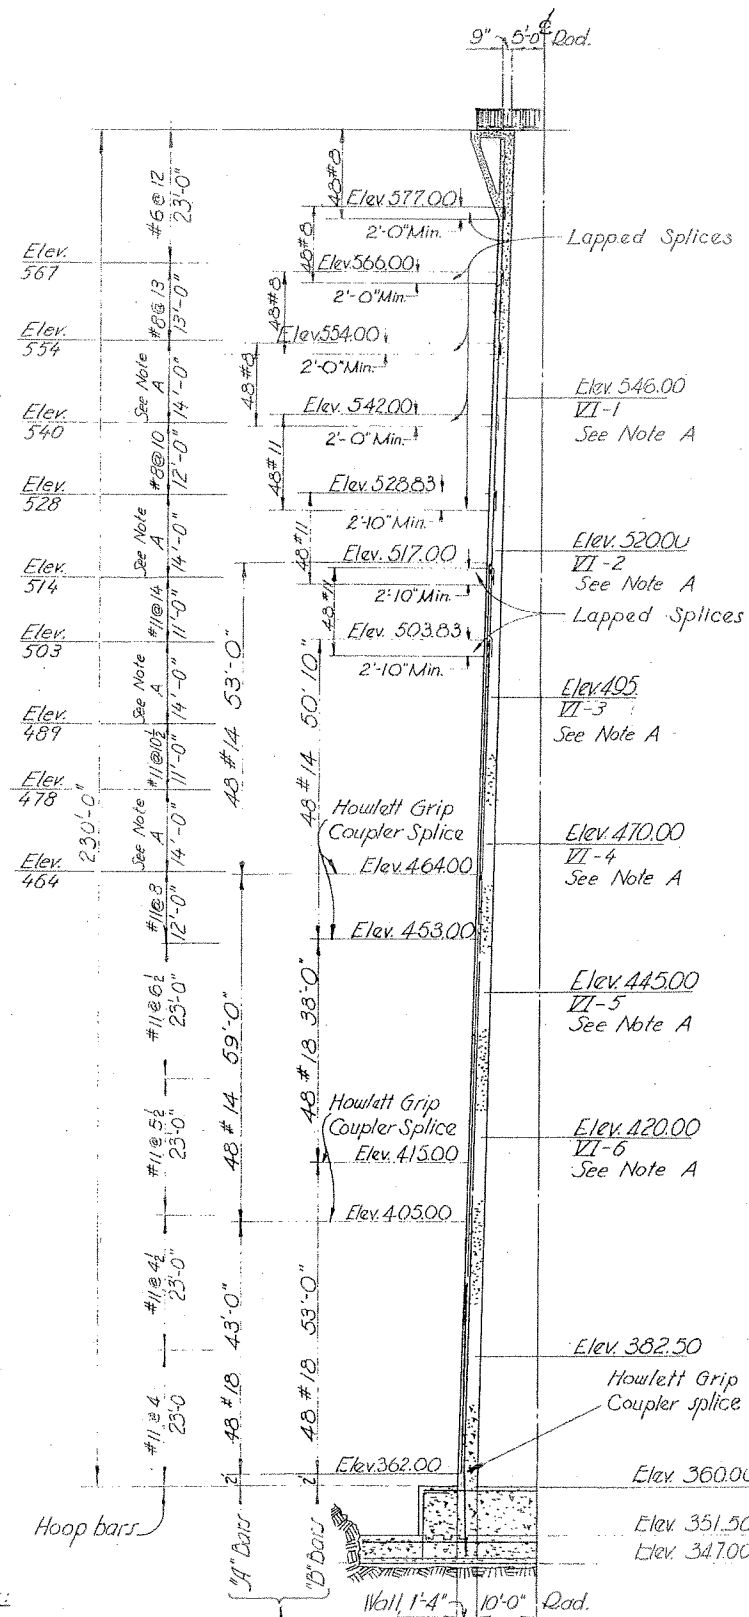 ℄
9" 5'-0" Rad.
48#8
#6@12
23'-0"
Elev. 577.00
2'-0" Min.
Lapped Splices
Elev.
567
48#8
Elev. 566.00
2'-0" Min.
#8@13
13'-0"
48#8
Elev. 554.00
2'-0" Min.
Elev.
554
See Note
A
14'-0"
48#8
Elev. 546.00
VI-1
See Note A
Elev. 542.00
2'-0" Min.
Elev.
540
#8@10
12'-0"
48#11
Elev. 528.83
2'-10" Min.
Elev.
528
See Note
A
14'-0"
48#11
Elev. 520.00
VI-2
See Note A
Elev. 517.00
2'-10" Min.
Lapped Splices
Elev.
514
#11@14
11'-0"
48#11
Elev. 503.83
2'-10" Min.
Elev.
503
See Note
A
14'-0"
48 #14 53'-0"
48 #14 50'10"
Elev. 495
VI-3
See Note A
Elev.
489
#11@10½
11'-0"
Elev.
478
See Note
A
14'-0"
230'-0"
Howlett Grip
Coupler Splice
Elev. 464.00
Elev. 470.00
VI-4
See Note A
Elev.
464
#11@8
12'-0"
Elev. 453.00
#11@6½
23'-0"
48 #14 59'-0"
48 #18 38'-0"
Elev. 445.00
VI-5
See Note A
Howlett Grip
Coupler Splice
Elev. 415.00
Elev. 420.00
VI-6
See Note A
#11@5½
23'-0"
Elev. 405.00
#11@4½
23'-0"
48 #18 43'-0"
48 #18 53'-0"
Elev. 382.50
Howlett Grip
Coupler splice
#11@4
23'-0
Elev. 362.00
2'
2'
Elev. 360.00
Hoop bars
"A" Bars
"B" Bars
Elev. 351.50
Elev. 347.00
Wall, 1'-4" 10'-0" Rad.